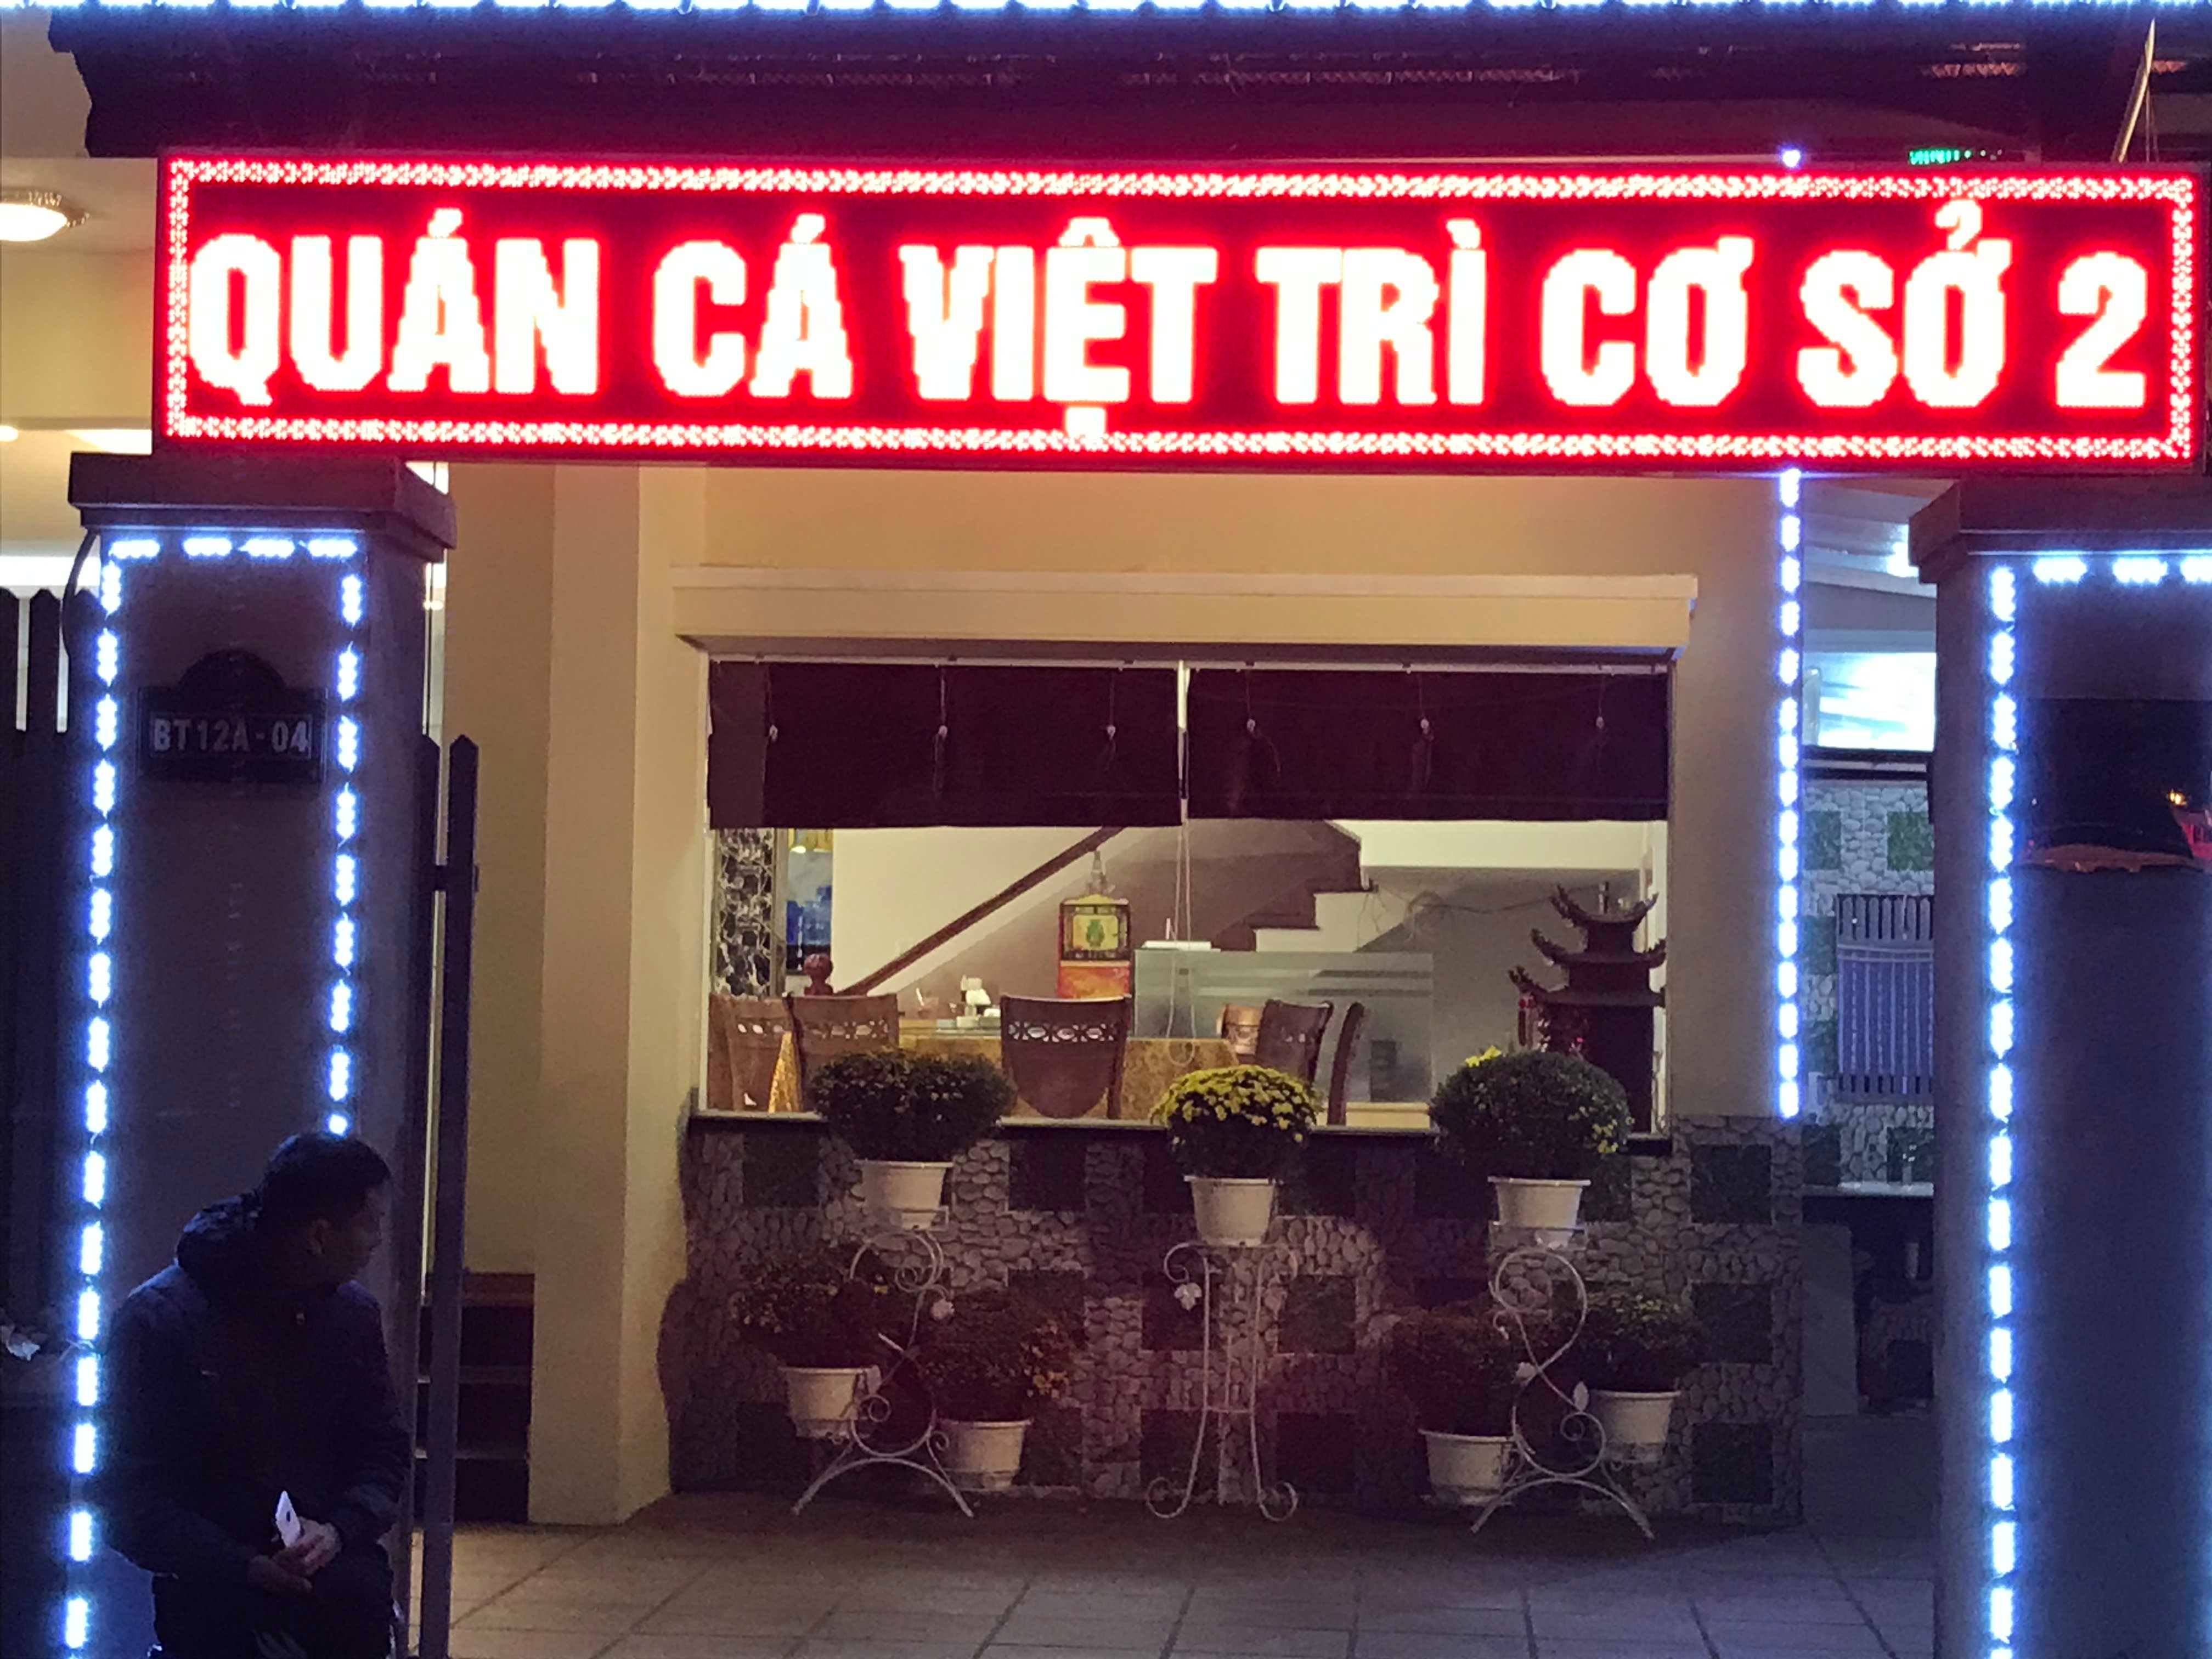 QUÁN CÁ VIỆT TRÌ CƠ SỞ 2
BT12A-04